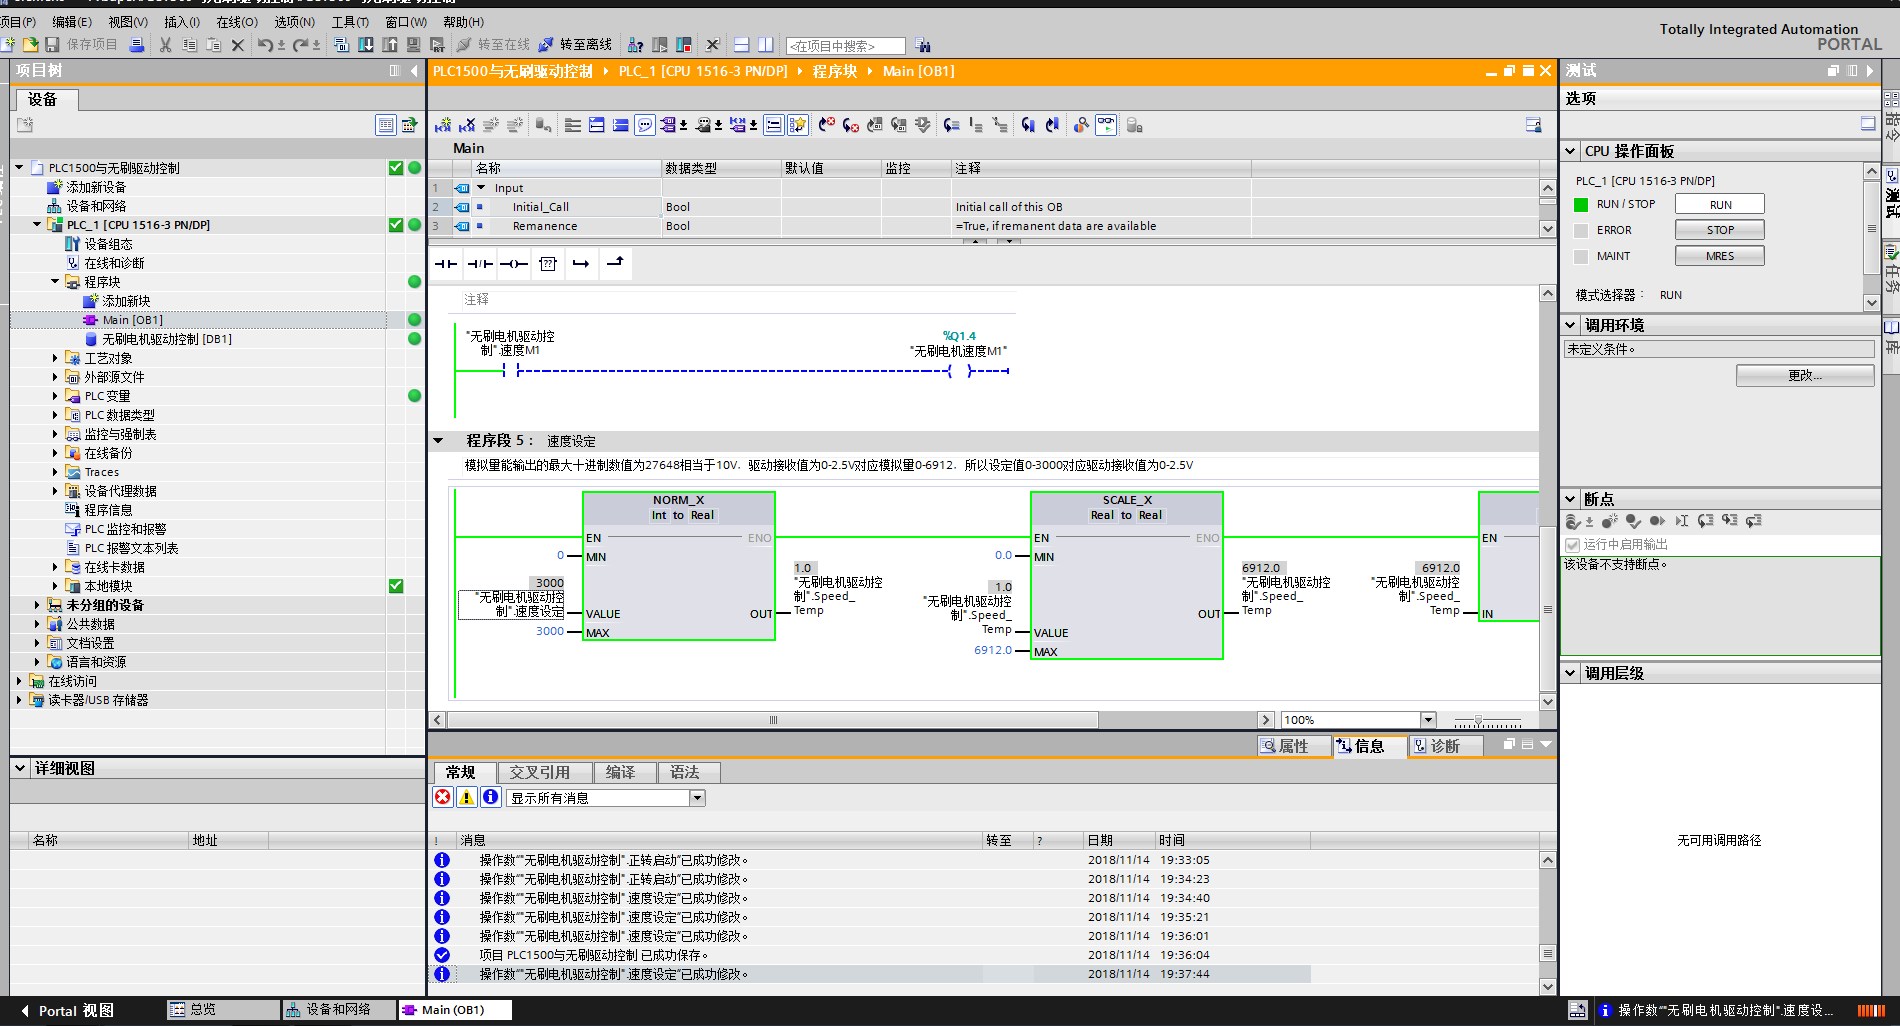 项目(P) 编辑(E) 视图(V) 插入(I) 在线(O) 选项(N) 工具(T) 窗口(W) 帮助(H)
保存项目 转至在线 转至离线 <在项目中搜索>
Totally Integrated Automation
PORTAL
项目树
设备
PLC1500与无刷驱动控制
添加新设备
设备和网络
PLC_1 [CPU 1516-3 PN/DP]
设备组态
在线和诊断
程序块
添加新块
Main [OB1]
无刷电机驱动控制 [DB1]
工艺对象
外部源文件
PLC 变量
PLC 数据类型
监控与强制表
在线备份
Traces
设备代理数据
程序信息
PLC 监控和报警
PLC 报警文本列表
在线卡数据
本地模块
未分组的设备
公共数据
文档设置
语言和资源
在线访问
读卡器/USB 存储器
详细视图
名称 地址
PLC1500与无刷驱动控制 PLC_1 [CPU 1516-3 PN/DP] 程序块 Main [OB1]
Main
名称 数据类型 默认值 监控 注释
1 Input
2 Initial_Call Bool Initial call of this OB
3 Remanence Bool =True, if remanent data are available
注释
"无刷电机驱动控
制".速度M1
%Q1.4
"无刷电机速度M1"
程序段 5： 速度设定
模拟量能输出的最大十进制数值为27648相当于10V．驱动接收值为0-2.5V对应模拟量0-6912．所以设定值0-3000对应驱动接收值为0-2.5V
NORM_X
Int to Real
EN ENO
0 MIN
3000
"无刷电机驱动控
制".速度设定 VALUE
3000 MAX
OUT
1.0
"无刷电机驱动控
制".Speed_
Temp
SCALE_X
Real to Real
EN ENO
0.0 MIN
1.0
"无刷电机驱动控
制".Speed_
Temp VALUE
6912.0 MAX
OUT
6912.0
"无刷电机驱动控
制".Speed_
Temp
EN
6912.0
"无刷电机驱动控
制".Speed_
Temp IN
100%
属性 信息 诊断
常规 交叉引用 编译 语法
显示所有消息
! 消息 转至 ? 日期 时间
操作数“"无刷电机驱动控制".正转启动”已成功修改。 2018/11/14 19:33:05
操作数“"无刷电机驱动控制".正转启动”已成功修改。 2018/11/14 19:34:23
操作数“"无刷电机驱动控制".速度设定”已成功修改。 2018/11/14 19:34:40
操作数“"无刷电机驱动控制".速度设定”已成功修改。 2018/11/14 19:35:21
操作数“"无刷电机驱动控制".速度设定”已成功修改。 2018/11/14 19:36:01
项目 PLC1500与无刷驱动控制 已成功保存。 2018/11/14 19:36:04
操作数“"无刷电机驱动控制".速度设定”已成功修改。 2018/11/14 19:37:44
测试
选项
CPU 操作面板
PLC_1 [CPU 1516-3 PN/DP]
RUN / STOP RUN
ERROR STOP
MAINT MRES
模式选择器： RUN
调用环境
未定义条件。
更改...
断点
运行中启用输出
该设备不支持断点。
调用层级
无可用调用路径
指令
测试
任务
库
Portal 视图 总览 设备和网络 Main (OB1) 操作数“"无刷电机驱动控制".速度设...